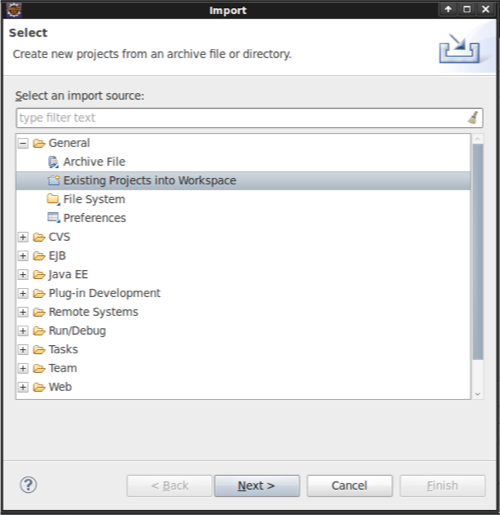 Import
Select
Create new projects from an archive file or directory.
Select an import source:
type filter text
General
Archive File
Existing Projects into Workspace
File System
Preferences
CVS
EJB
Java EE
Plug-in Development
Remote Systems
Run/Debug
Tasks
Team
Web
? < Back Next > Cancel Finish